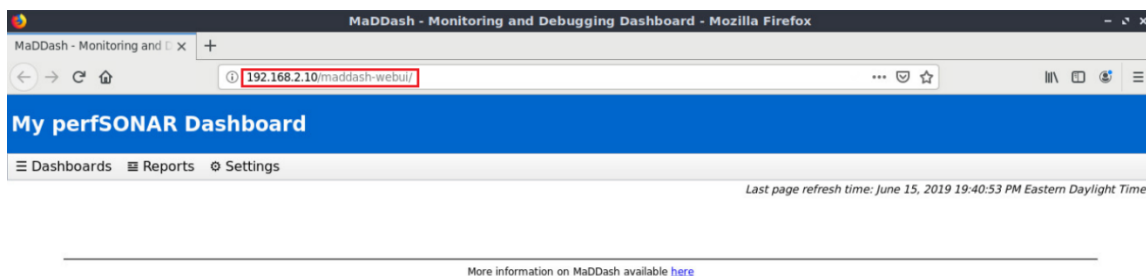 MaDDash - Monitoring and Debugging Dashboard - Mozilla Firefox
MaDDash - Monitoring and D
192.168.2.10/maddash-webui/
My perfSONAR Dashboard
Dashboards Reports Settings
Last page refresh time: June 15, 2019 19:40:53 PM Eastern Daylight Time
More information on MaDDash available here